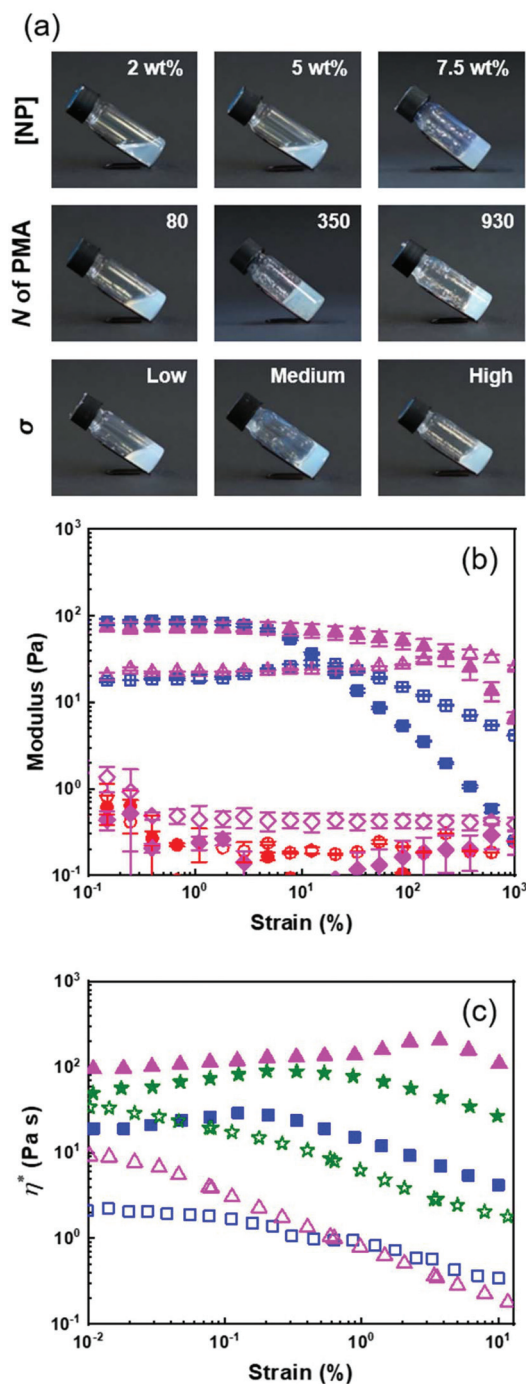 (a)
2 wt% 5 wt% 7.5 wt%
[NP]
80 350 930
N of PMA
Low Medium High
σ
(b)
10³
10²
10¹
10⁰
10⁻¹
Modulus (Pa)
10⁻¹ 10⁰ 10¹ 10² 10³
Strain (%)
(c)
10³
10²
10¹
10⁰
10⁻¹
η* (Pa s)
10⁻² 10⁻¹ 10⁰ 10¹
Strain (%)